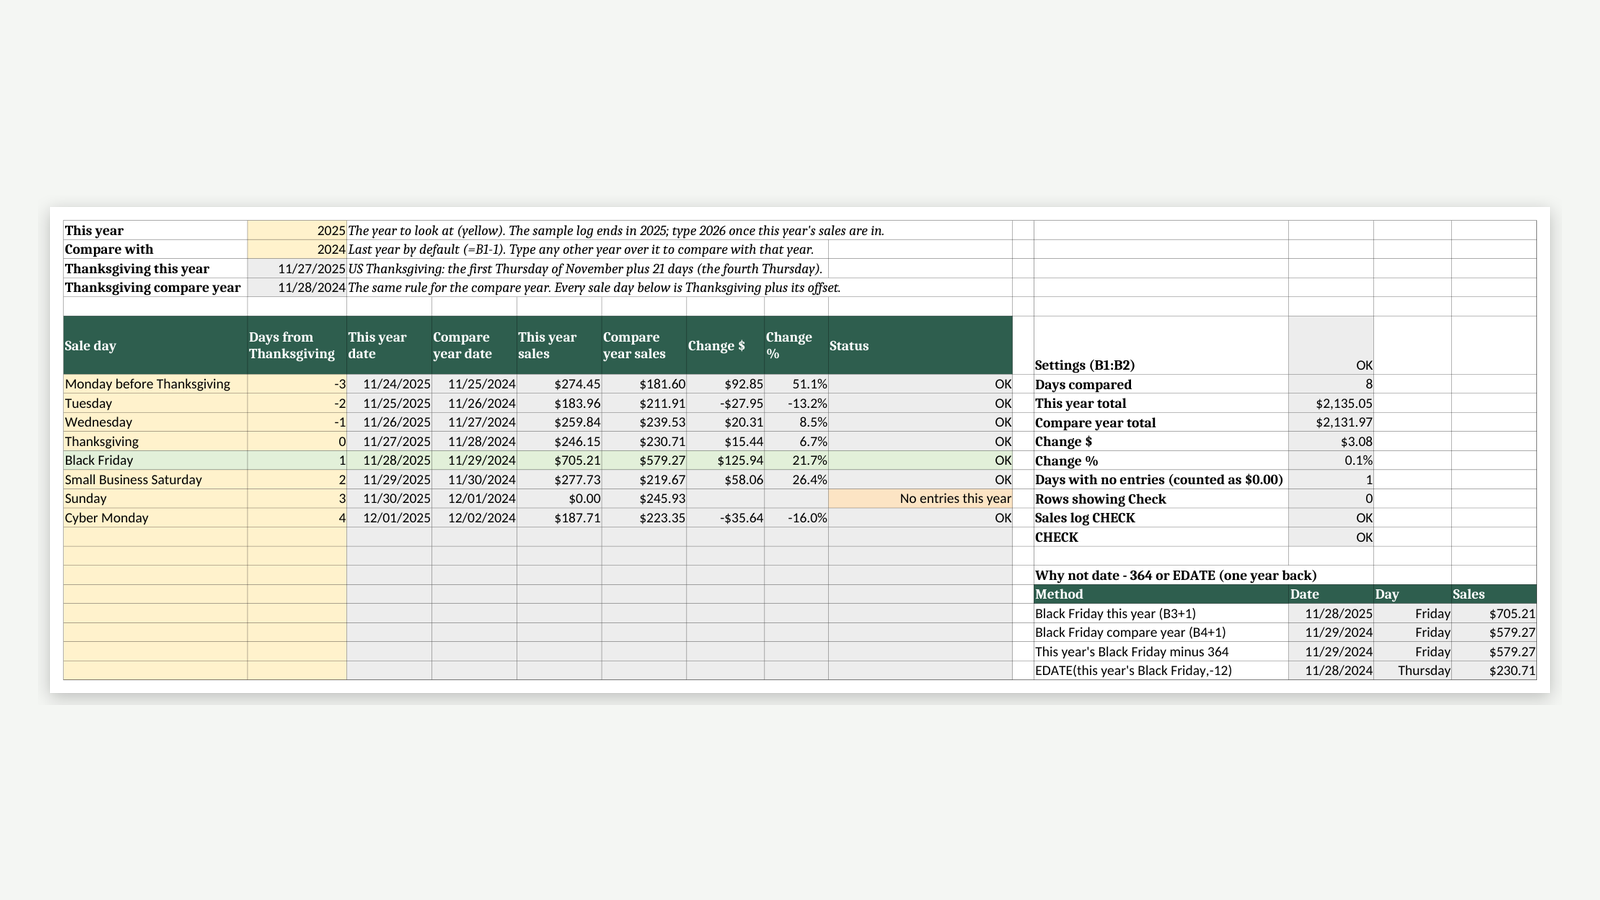 This year 2025 The year to look at (yellow). The sample log ends in 2025; type 2026 once this year's sales are in.
Compare with 2024 Last year by default (=B1-1). Type any other year over it to compare with that year.
Thanksgiving this year 11/27/2025 US Thanksgiving: the first Thursday of November plus 21 days (the fourth Thursday).
Thanksgiving compare year 11/28/2024 The same rule for the compare year. Every sale day below is Thanksgiving plus its offset.
Sale day Days from Thanksgiving This year date Compare year date This year sales Compare year sales Change $ Change % Status
Monday before Thanksgiving -3 11/24/2025 11/25/2024 $274.45 $181.60 $92.85 51.1% OK
Tuesday -2 11/25/2025 11/26/2024 $183.96 $211.91 -$27.95 -13.2% OK
Wednesday -1 11/26/2025 11/27/2024 $259.84 $239.53 $20.31 8.5% OK
Thanksgiving 0 11/27/2025 11/28/2024 $246.15 $230.71 $15.44 6.7% OK
Black Friday 1 11/28/2025 11/29/2024 $705.21 $579.27 $125.94 21.7% OK
Small Business Saturday 2 11/29/2025 11/30/2024 $277.73 $219.67 $58.06 26.4% OK
Sunday 3 11/30/2025 12/01/2024 $0.00 $245.93 No entries this year
Cyber Monday 4 12/01/2025 12/02/2024 $187.71 $223.35 -$35.64 -16.0% OK
Settings (B1:B2) OK
Days compared 8
This year total $2,135.05
Compare year total $2,131.97
Change $ $3.08
Change % 0.1%
Days with no entries (counted as $0.00) 1
Rows showing Check 0
Sales log CHECK OK
CHECK OK
Why not date - 364 or EDATE (one year back)
Method Date Day Sales
Black Friday this year (B3+1) 11/28/2025 Friday $705.21
Black Friday compare year (B4+1) 11/29/2024 Friday $579.27
This year's Black Friday minus 364 11/29/2024 Friday $579.27
EDATE(this year's Black Friday,-12) 11/28/2024 Thursday $230.71